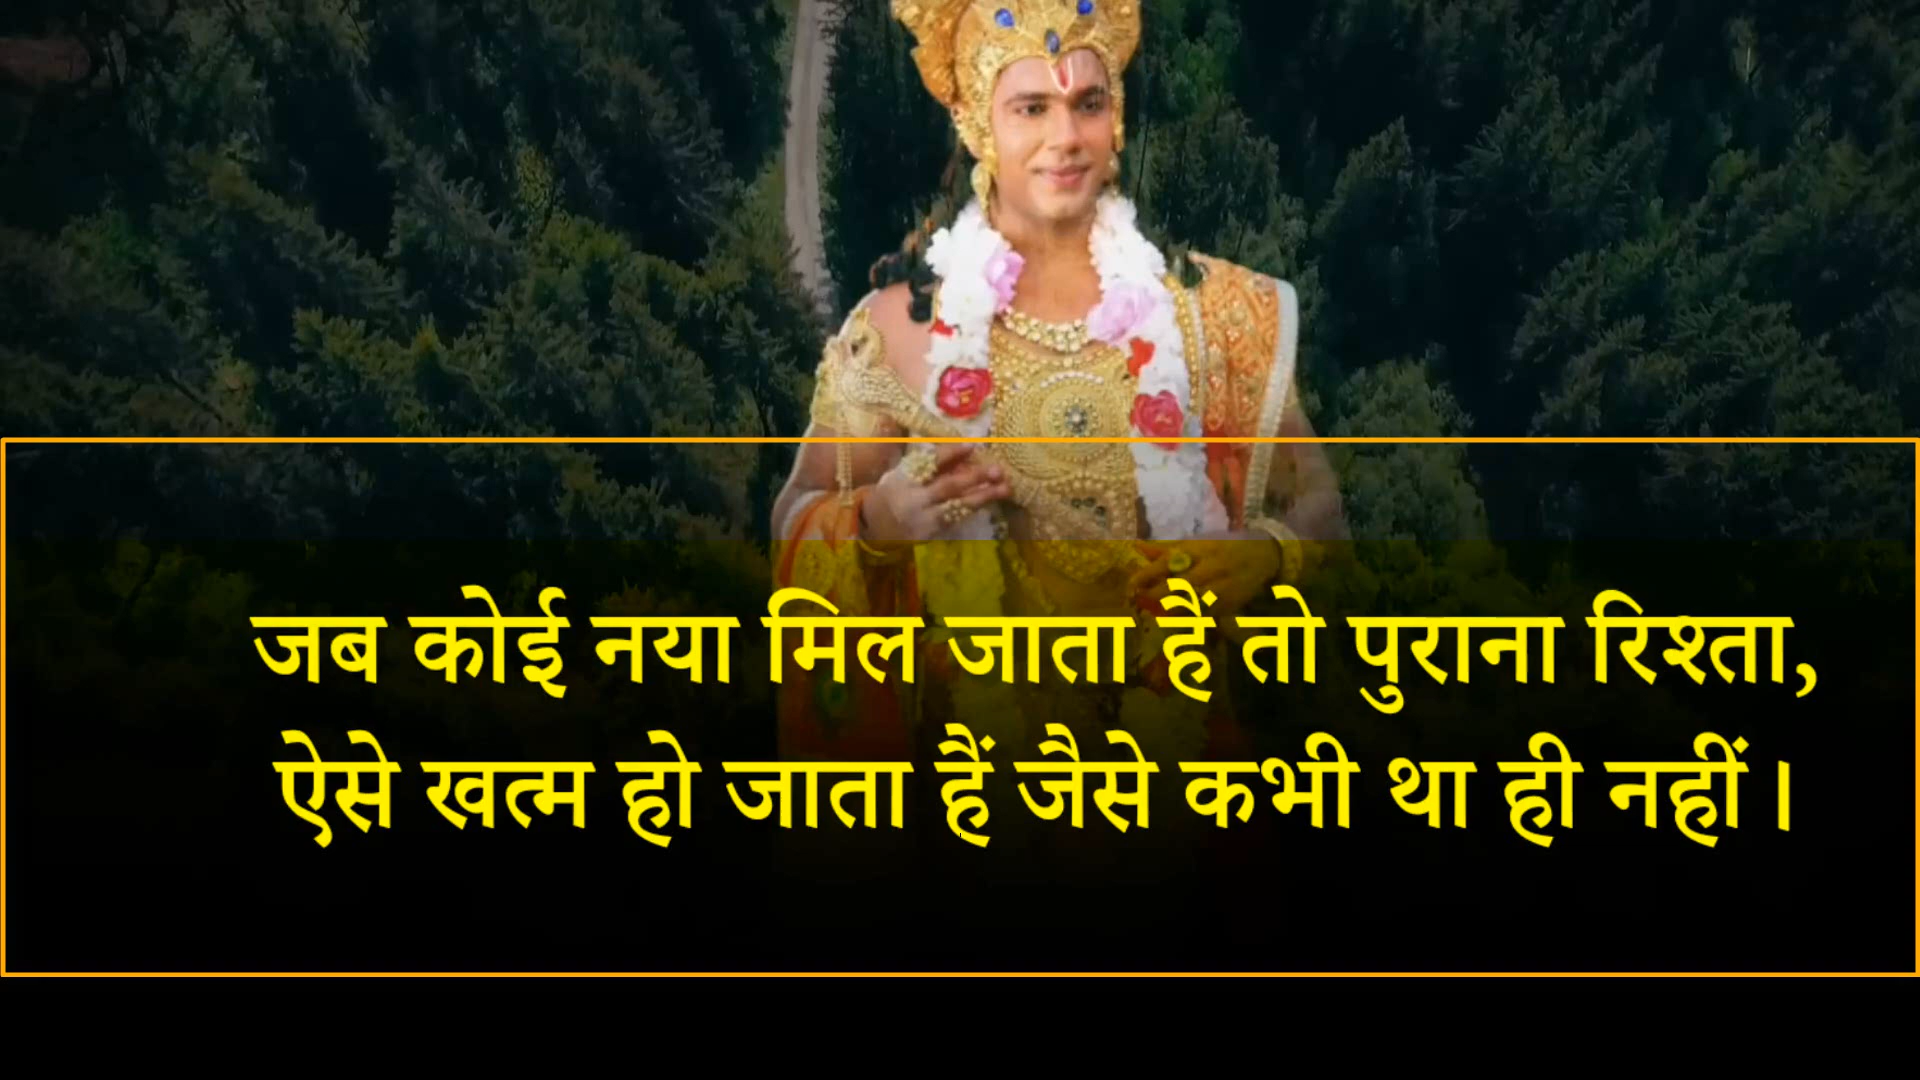 जब कोई नया मिल जाता हैं तो पुराना रिश्ता,
ऐसे खत्म हो जाता हैं जैसे कभी था ही नहीं।